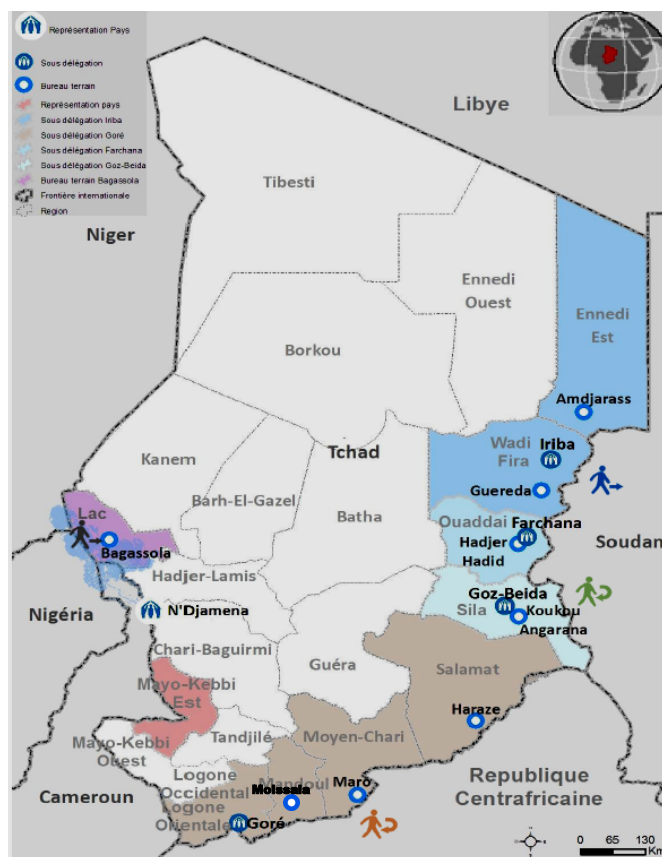 Représentation Pays
Sous délégation
Bureau terrain
Représentation pays
Sous délégation Iriba
Sous délégation Goré
Sous délégation Farchana
Sous délégation Goz-Beida
Bureau terrain Bagassola
Frontière internationale
Region
Libye
Niger
Tibesti
Ennedi
Ouest
Ennedi
Est
Borkou
Amdjarass
Tchad
Wadi
Fira
Iriba
Kanem
Barh-El-Gazel
Batha
Guereda
Lac
Bagassola
Ouaddai
Farchana
Hadjer
Hadid
Soudan
Hadjer-Lamis
Nigéria
N'Djamena
Goz-Beida
Sila
Koukou
Angarana
Chari-Baguirmi
Guéra
Salamat
Mayo-Kebbi
Est
Haraze
Mayo-Kebbi
Ouest
Tandjilé
Moyen-Chari
Logone
Occidental
Mandoul
Moissala
Maro
Republique
Centrafricaine
Cameroun
Logone
Orientale
Goré
0 65 130
Km